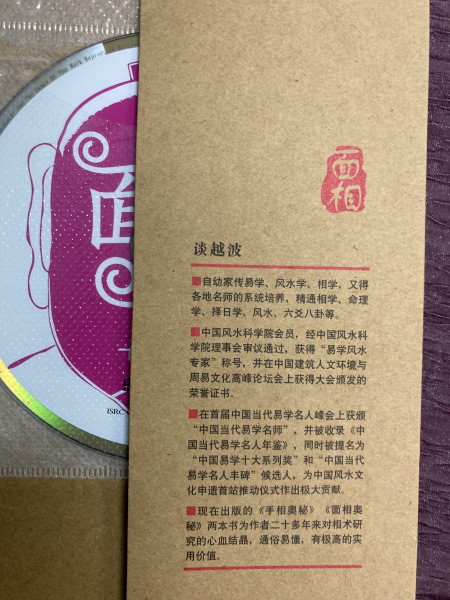 面相
谈越波
■自幼家传易学、风水学、相学，又得
各地名师的系统培养，精通相学、命理
学、择日学、风水、六爻八卦等。
■中国风水科学院会员，经中国风水科
学院理事会审议通过，获得“易学风水
专家”称号，并在中国建筑人文环境与
周易文化高峰论坛会上获得大会颁发的
荣誉证书。
■在首届中国当代易学名人峰会上获颁
“中国当代易学名师”，并被收录《中
国当代易学名人年鉴》，同时被提名为
“中国易学十大系列奖”和“中国当代
易学名人丰碑”候选人，为中国风水文
化申遗首站推动仪式作出极大贡献。
■现在出版的《手相奥秘》《面相奥
秘》两本书为作者二十多年来对相术研
究的心血结晶，通俗易懂，有极高的实
用价值。
面
ISRC